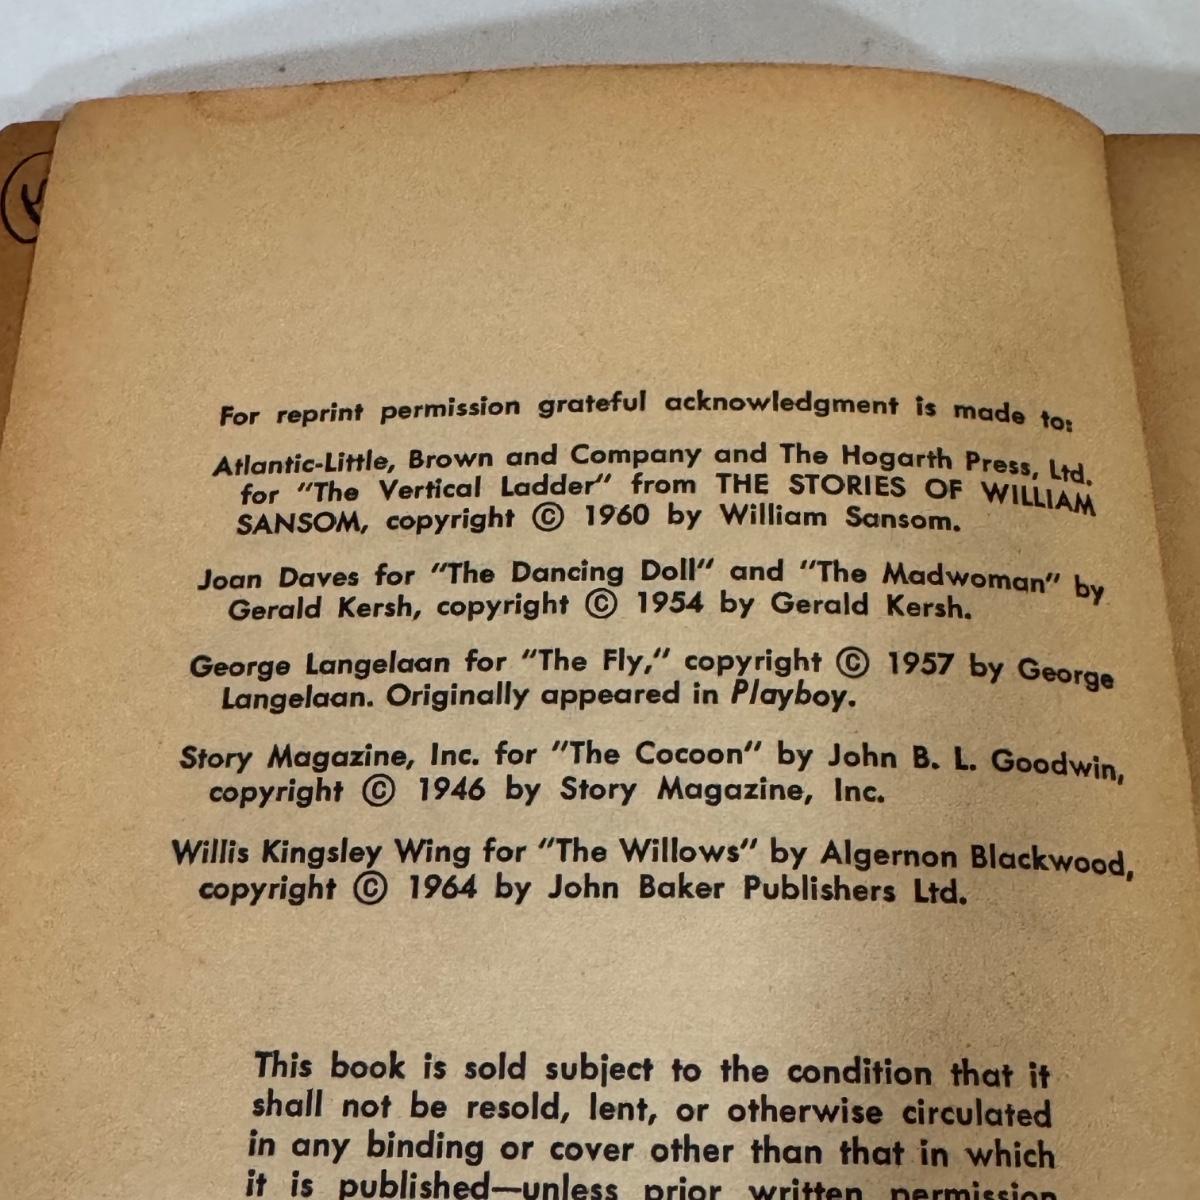 For reprint permission grateful acknowledgment is made to:
Atlantic-Little, Brown and Company and The Hogarth Press, Ltd.
for "The Vertical Ladder" from THE STORIES OF WILLIAM
SANSOM, copyright © 1960 by William Sansom.
Joan Daves for "The Dancing Doll" and "The Madwoman" by
Gerald Kersh, copyright © 1954 by Gerald Kersh.
George Langelaan for "The Fly," copyright © 1957 by George
Langelaan. Originally appeared in Playboy.
Story Magazine, Inc. for "The Cocoon" by John B. L. Goodwin,
copyright © 1946 by Story Magazine, Inc.
Willis Kingsley Wing for "The Willows" by Algernon Blackwood,
copyright © 1964 by John Baker Publishers Ltd.
This book is sold subject to the condition that it
shall not be resold, lent, or otherwise circulated
in any binding or cover other than that in which
it is published—unless prior written permission